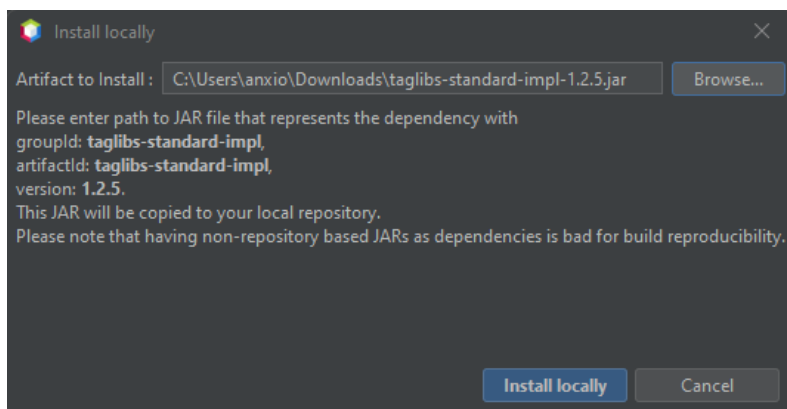 Install locally
Artifact to Install : C:\Users\anxio\Downloads\taglibs-standard-impl-1.2.5.jar Browse...
Please enter path to JAR file that represents the dependency with
groupId: taglibs-standard-impl,
artifactId: taglibs-standard-impl,
version: 1.2.5.
This JAR will be copied to your local repository.
Please note that having non-repository based JARs as dependencies is bad for build reproducibility.
Install locally Cancel